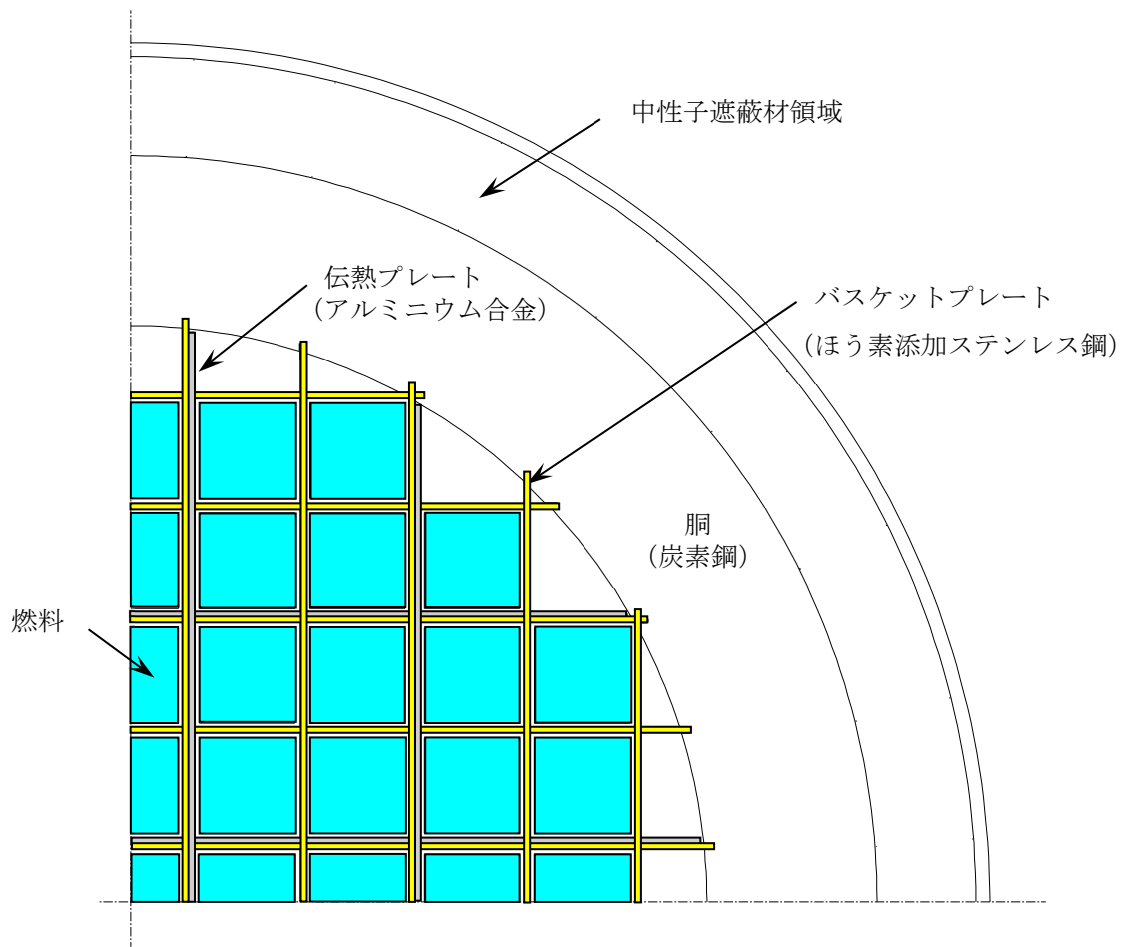 中性子遮蔽材領域
伝熱プレート
（アルミニウム合金）
バスケットプレート
（ほう素添加ステンレス鋼）
胴
（炭素鋼）
燃料